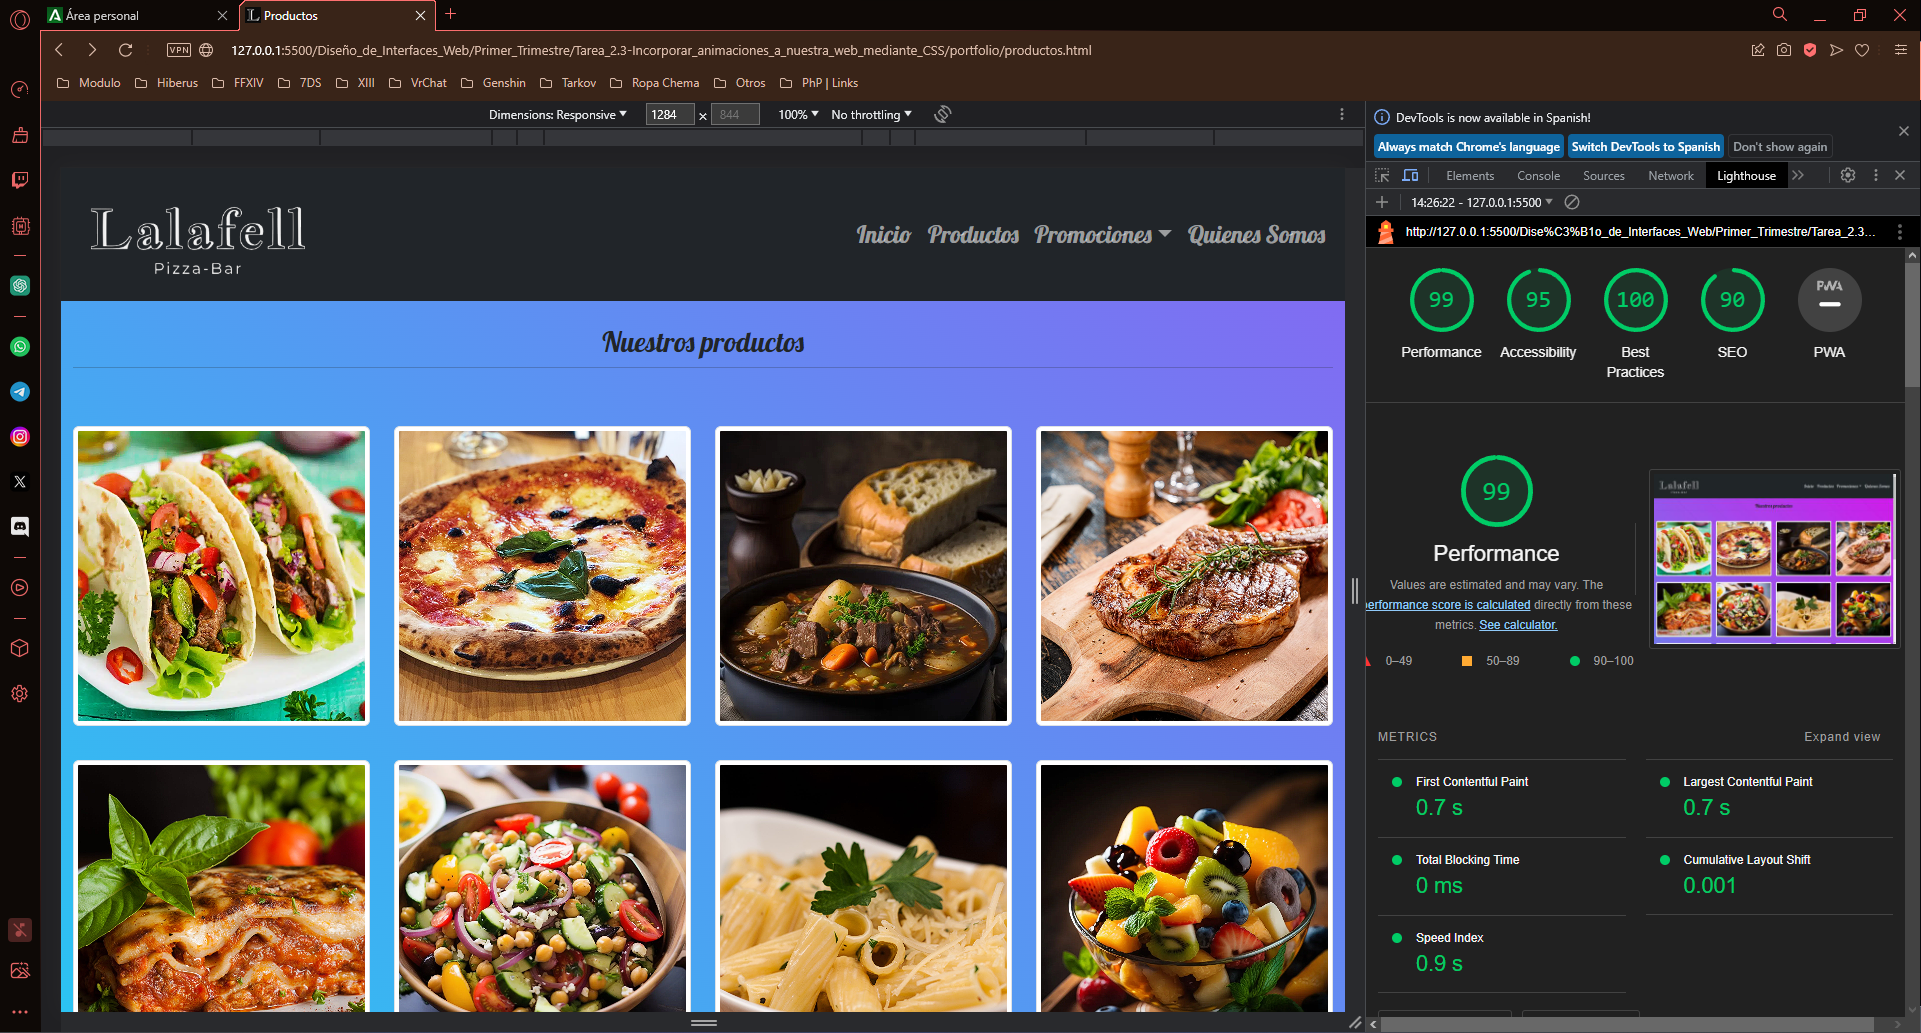 Área personal
Productos
VPN
127.0.0.1:5500/Diseño_de_Interfaces_Web/Primer_Trimestre/Tarea_2.3-Incorporar_animaciones_a_nuestra_web_mediante_CSS/portfolio/productos.html
Modulo Hiberus FFXIV 7DS XIII VrChat Genshin Tarkov Ropa Chema Otros PhP | Links
Dimensions: Responsive 1284 × 844 100% No throttling
DevTools is now available in Spanish!
Always match Chrome's language Switch DevTools to Spanish Don't show again
Elements Console Sources Network Lighthouse
14:26:22 - 127.0.0.1:5500
http://127.0.0.1:5500/Dise%C3%B1o_de_Interfaces_Web/Primer_Trimestre/Tarea_2.3...
Lalafell
Pizza-Bar
Inicio Productos Promociones Quienes Somos
Nuestros productos
99 95 100 90 PWA
Performance Accessibility Best Practices SEO PWA
99
Performance
Values are estimated and may vary. The
performance score is calculated directly from these
metrics. See calculator.
0–49 50–89 90–100
Lalafell
Nuestros productos
METRICS Expand view
First Contentful Paint
0.7 s
Largest Contentful Paint
0.7 s
Total Blocking Time
0 ms
Cumulative Layout Shift
0.001
Speed Index
0.9 s